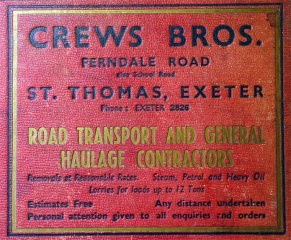 CREWS BROS.
FERNDALE ROAD
also School Road
ST. THOMAS, EXETER
Phone: EXETER 2826
ROAD TRANSPORT AND GENERAL
HAULAGE CONTRACTORS
Removals at Reasonable Rates. Steam, Petrol and Heavy Oil
Lorries for loads up to 12 Tons
Estimates Free Any distance undertaken
Personal attention given to all enquiries and orders